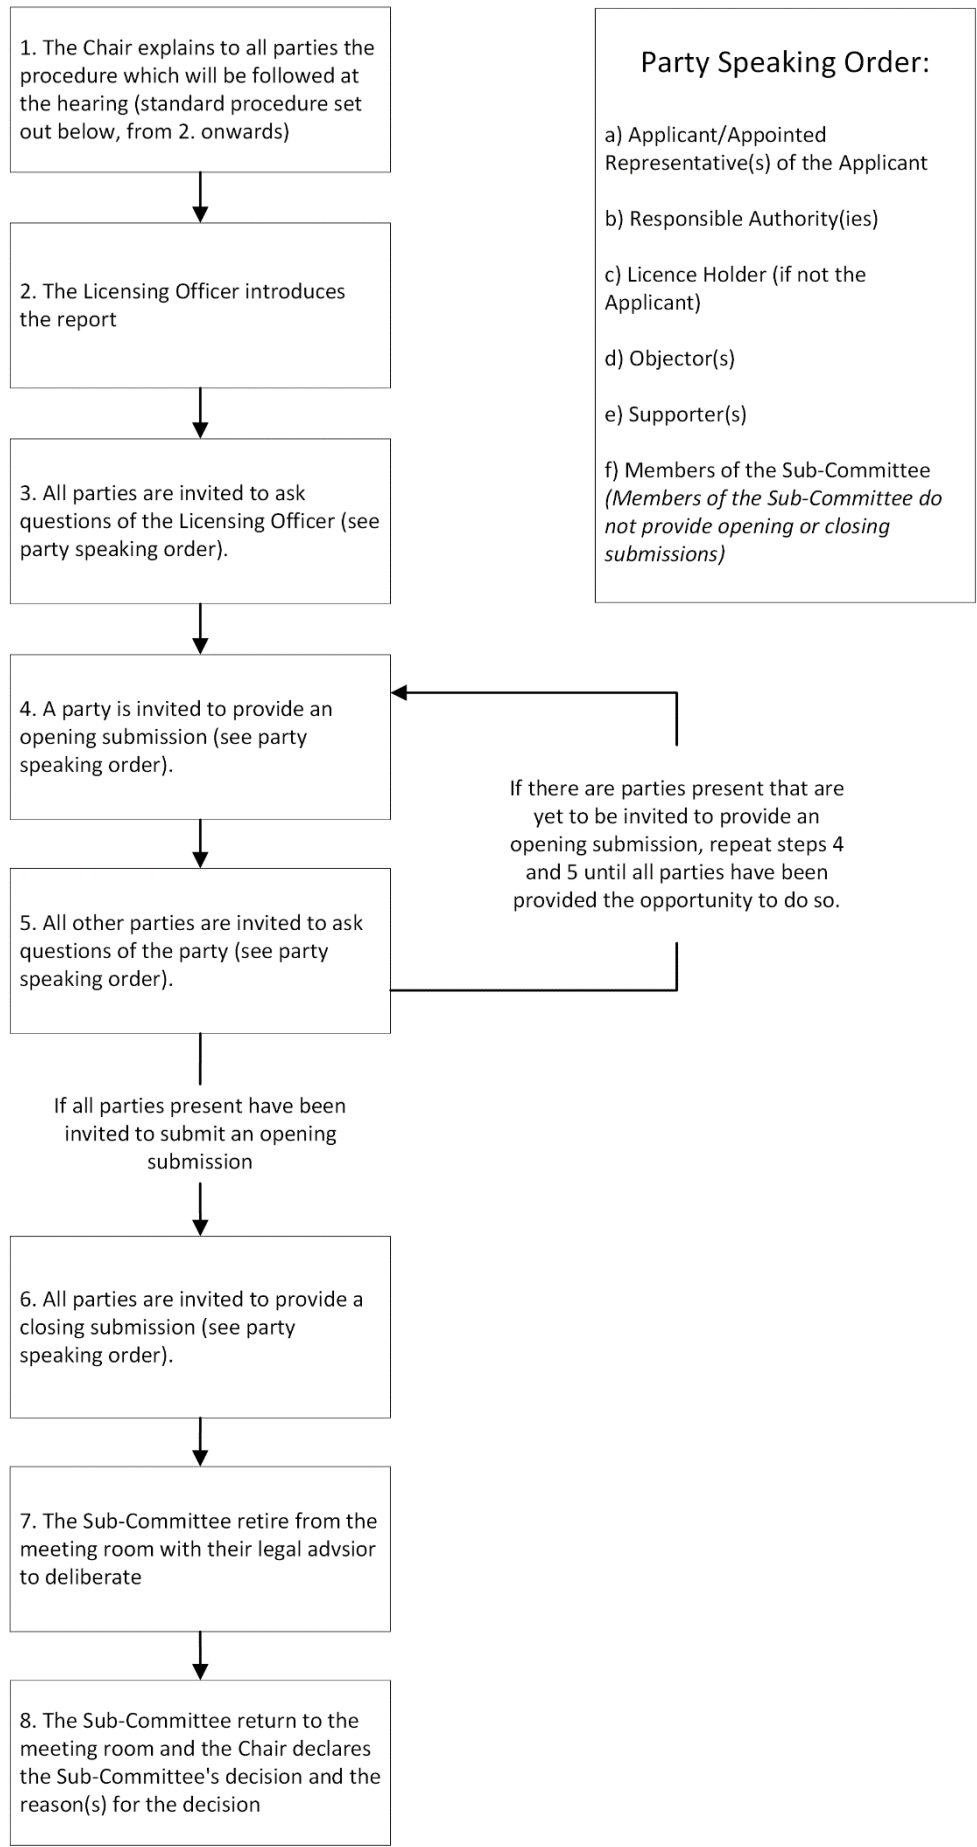 1. The Chair explains to all parties the
procedure which will be followed at
the hearing (standard procedure set
out below, from 2. onwards)
2. The Licensing Officer introduces
the report
3. All parties are invited to ask
questions of the Licensing Officer (see
party speaking order).
4. A party is invited to provide an
opening submission (see party
speaking order).
5. All other parties are invited to ask
questions of the party (see party
speaking order).
If there are parties present that are
yet to be invited to provide an
opening submission, repeat steps 4
and 5 until all parties have been
provided the opportunity to do so.
If all parties present have been
invited to submit an opening
submission
6. All parties are invited to provide a
closing submission (see party
speaking order).
7. The Sub-Committee retire from the
meeting room with their legal advsior
to deliberate
8. The Sub-Committee return to the
meeting room and the Chair declares
the Sub-Committee's decision and the
reason(s) for the decision
Party Speaking Order:
a) Applicant/Appointed
Representative(s) of the Applicant
b) Responsible Authority(ies)
c) Licence Holder (if not the
Applicant)
d) Objector(s)
e) Supporter(s)
f) Members of the Sub-Committee
(Members of the Sub-Committee do
not provide opening or closing
submissions)